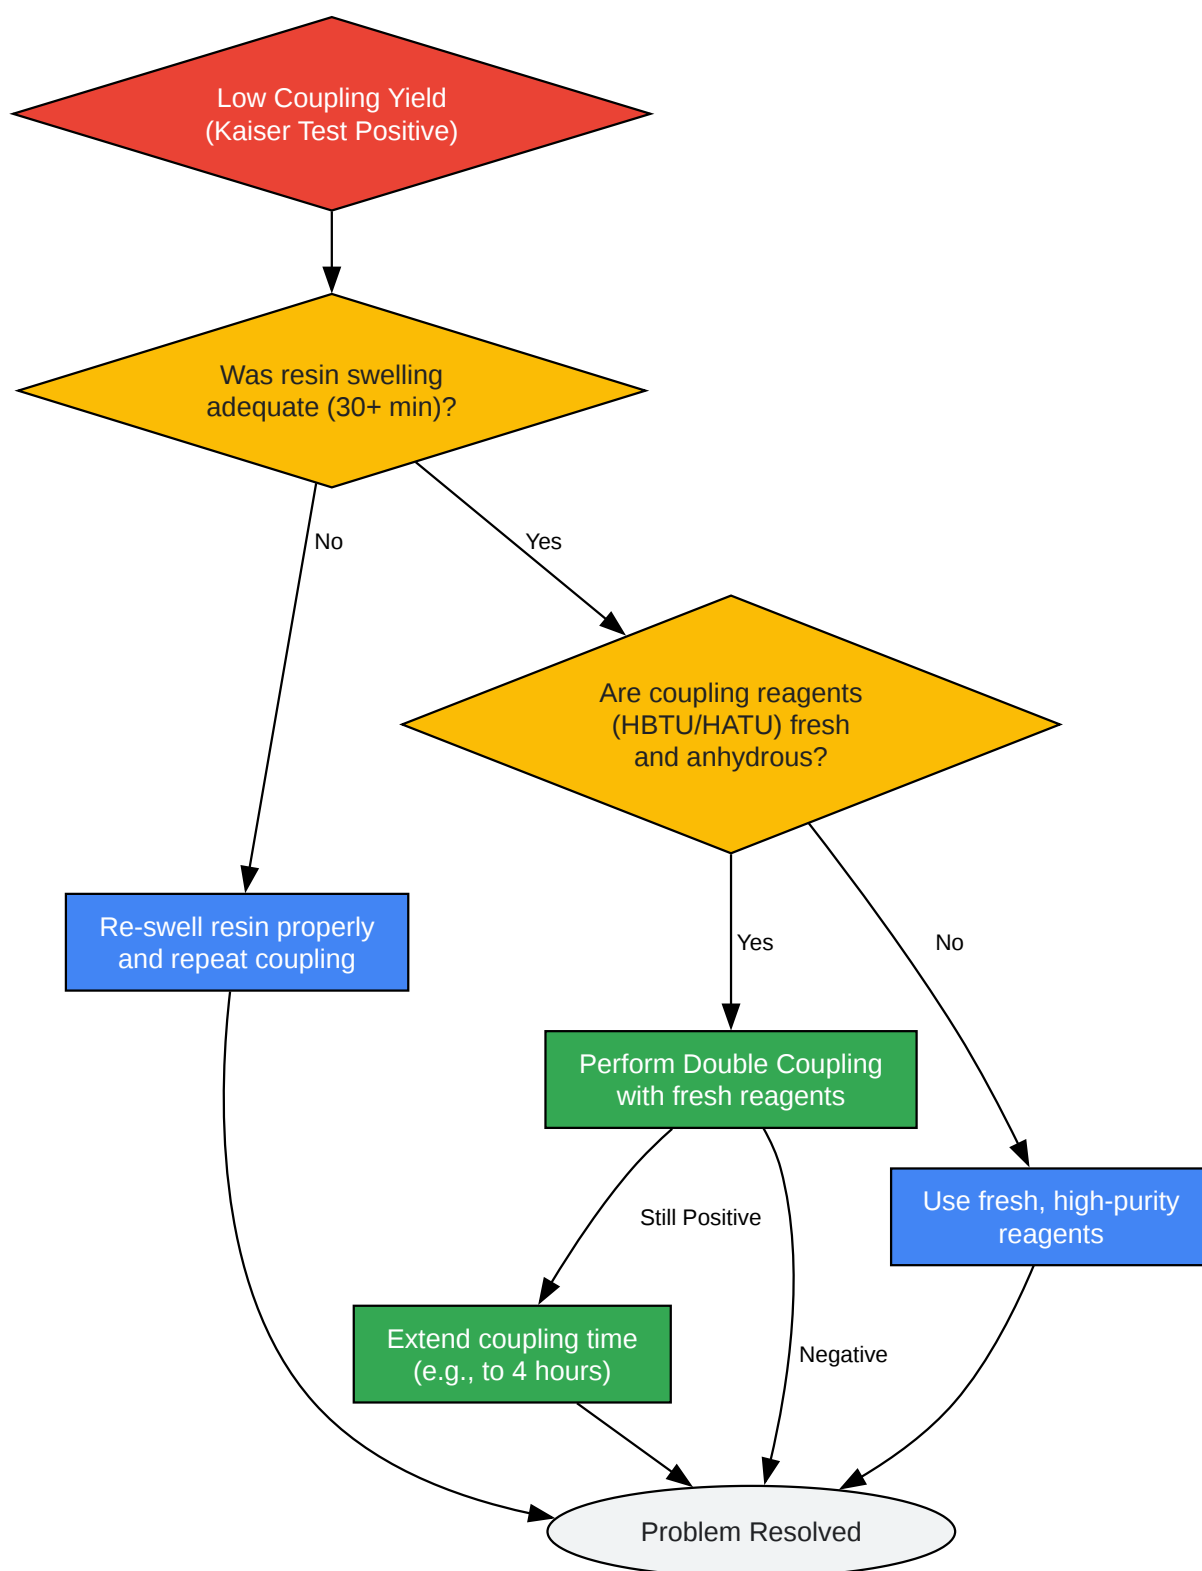 Low Coupling Yield
(Kaiser Test Positive)
Was resin swelling
adequate (30+ min)?
No
Yes
Are coupling reagents
(HBTU/HATU) fresh
and anhydrous?
Re-swell resin properly
and repeat coupling
Yes
No
Perform Double Coupling
with fresh reagents
Use fresh, high-purity
reagents
Still Positive
Extend coupling time
(e.g., to 4 hours)
Negative
Problem Resolved